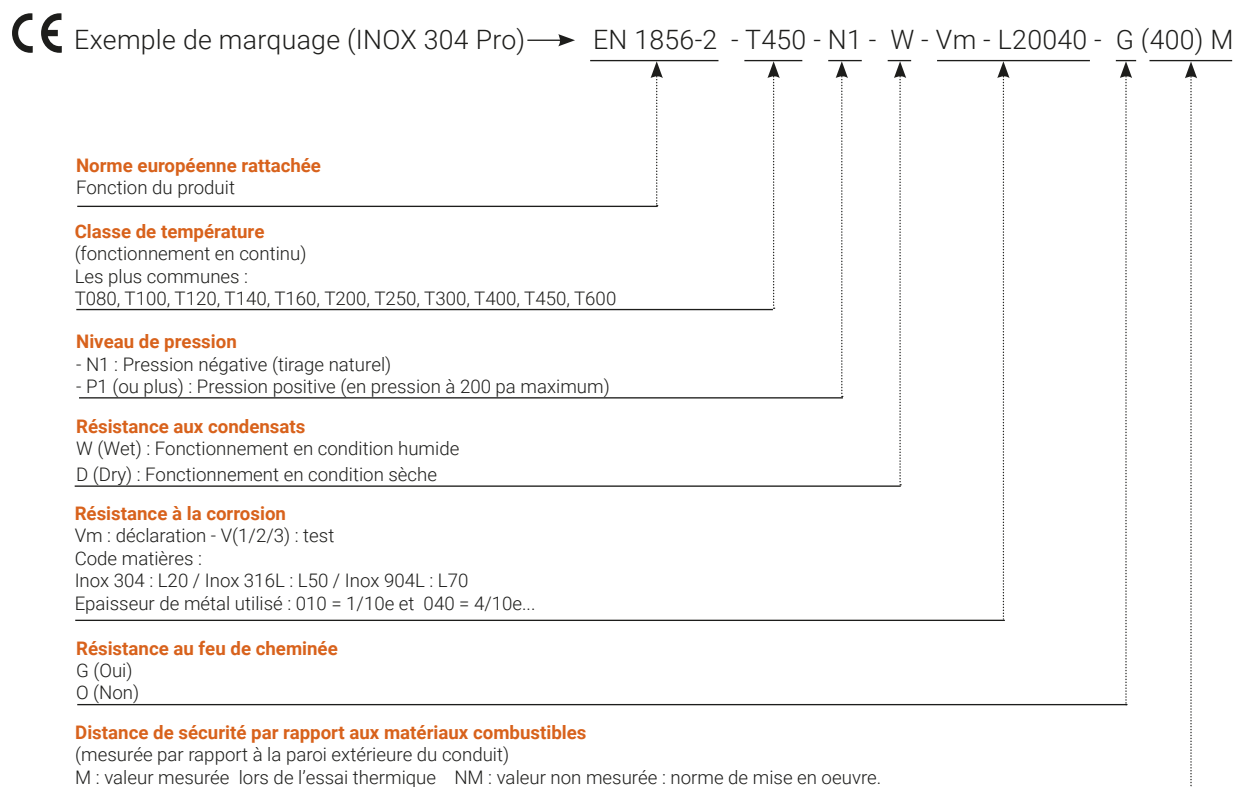 CE Exemple de marquage (INOX 304 Pro) EN 1856-2 - T450 - N1 - W - Vm - L20040 - G (400) M
Norme européenne rattachée
Fonction du produit
Classe de température
(fonctionnement en continu)
Les plus communes :
T080, T100, T120, T140, T160, T200, T250, T300, T400, T450, T600
Niveau de pression
- N1 : Pression négative (tirage naturel)
- P1 (ou plus) : Pression positive (en pression à 200 pa maximum)
Résistance aux condensats
W (Wet) : Fonctionnement en condition humide
D (Dry) : Fonctionnement en condition sèche
Résistance à la corrosion
Vm : déclaration - V(1/2/3) : test
Code matières :
Inox 304 : L20 / Inox 316L : L50 / Inox 904L : L70
Epaisseur de métal utilisé : 010 = 1/10e et 040 = 4/10e...
Résistance au feu de cheminée
G (Oui)
O (Non)
Distance de sécurité par rapport aux matériaux combustibles
(mesurée par rapport à la paroi extérieure du conduit)
M : valeur mesurée lors de l'essai thermique NM : valeur non mesurée : norme de mise en oeuvre.